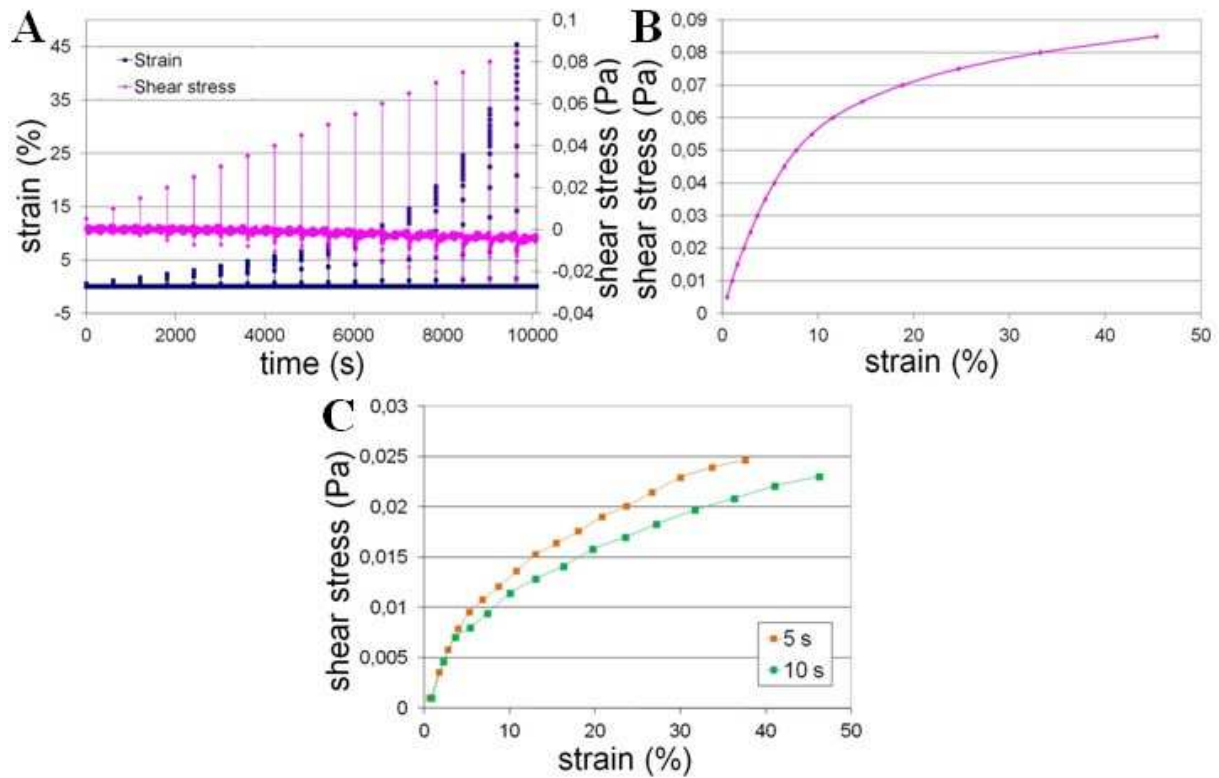 A
45
35
25
15
5
-5
strain (%)
Strain
Shear stress
0 2000 4000 6000 8000 10000
time (s)
0,1
0,08
0,06
0,04
0,02
0
-0,02
-0,04
shear stress (Pa)
B
0,09
0,08
0,07
0,06
0,05
0,04
0,03
0,02
0,01
0
shear stress (Pa)
0 10 20 30 40 50
strain (%)
C
0,03
0,025
0,02
0,015
0,01
0,005
0
shear stress (Pa)
5 s
10 s
0 10 20 30 40 50
strain (%)